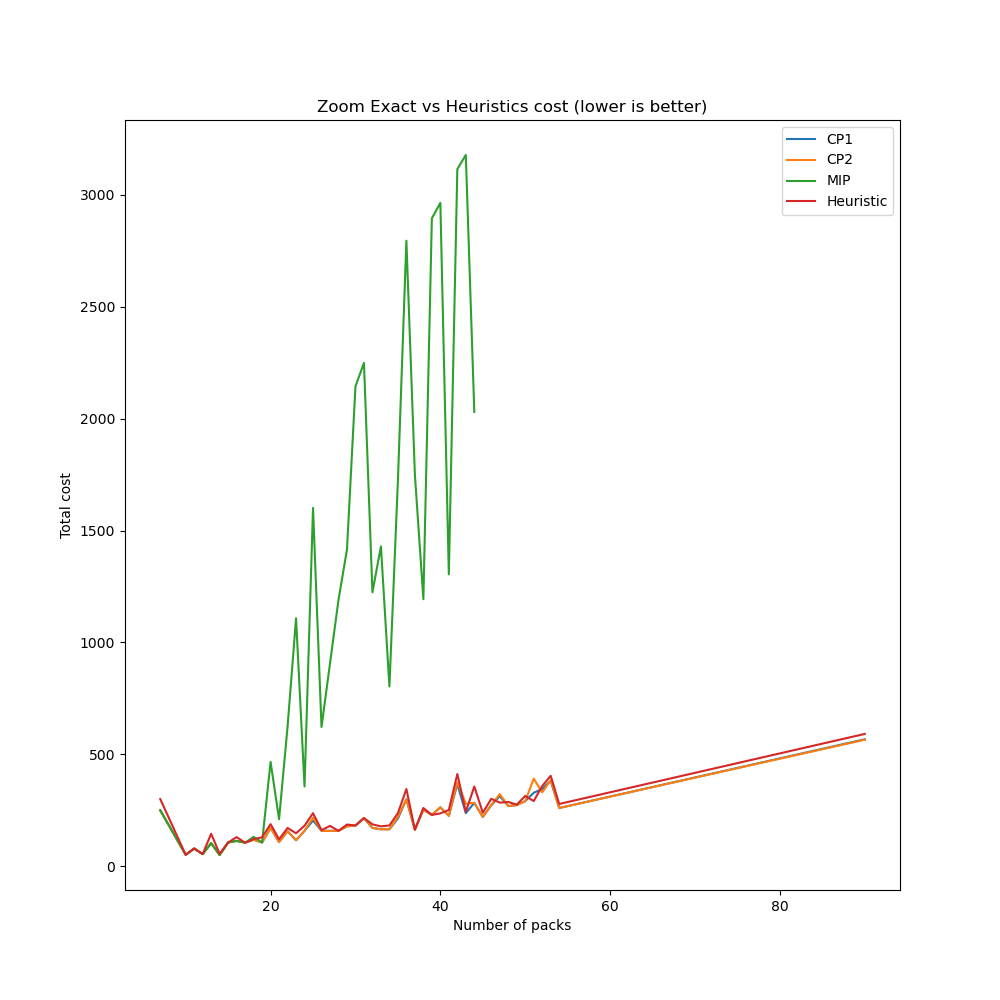 Zoom Exact vs Heuristics cost (lower is better)
CP1
CP2
MIP
Heuristic
3000
2500
2000
1500
1000
500
0
Total cost
20 40 60 80
Number of packs